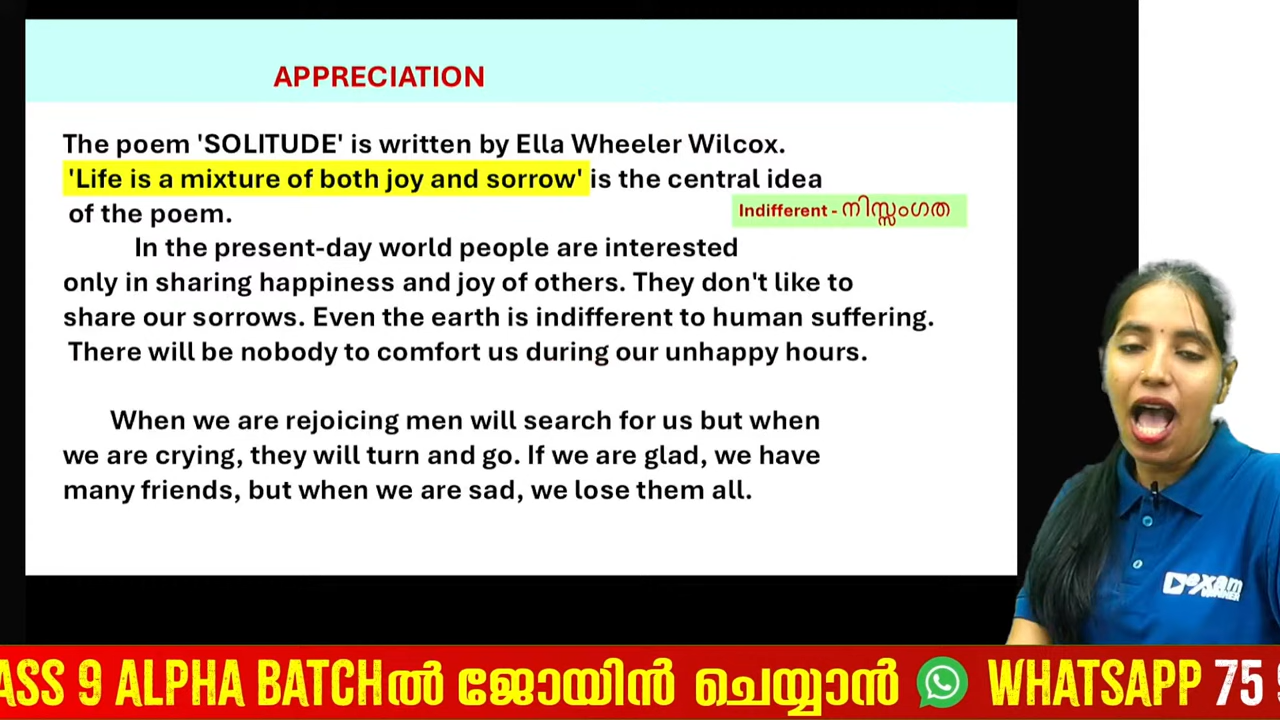 APPRECIATION
The poem 'SOLITUDE' is written by Ella Wheeler Wilcox.
'Life is a mixture of both joy and sorrow' is the central idea
of the poem.
Indifferent - നിസ്സംഗത
In the present-day world people are interested
only in sharing happiness and joy of others. They don't like to
share our sorrows. Even the earth is indifferent to human suffering.
There will be nobody to comfort us during our unhappy hours.
When we are rejoicing men will search for us but when
we are crying, they will turn and go. If we are glad, we have
many friends, but when we are sad, we lose them all.
exam
WINNER
ASS 9 ALPHA BATCHൽ ജോയിൻ ചെയ്യാൻ WHATSAPP 75